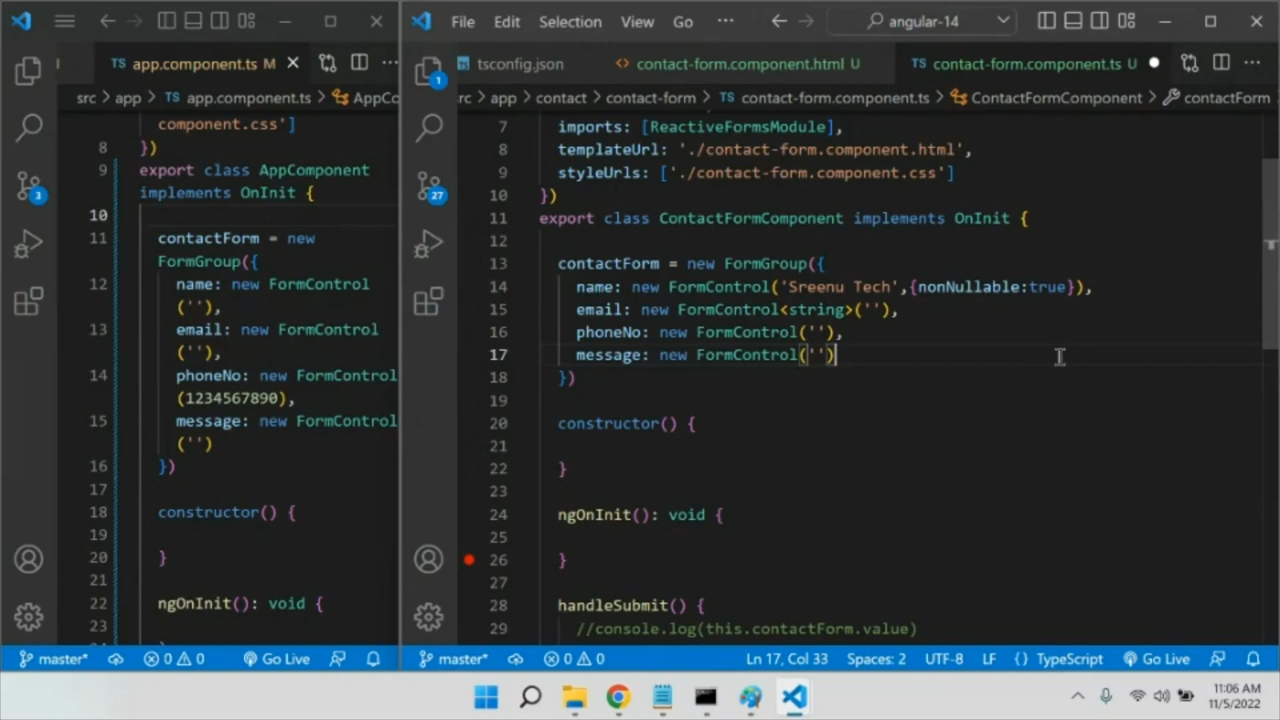 File Edit Selection View Go ··· angular-14
app.component.ts M
src > app > TS app.component.ts > AppCo
component.css']
8 })
9 export class AppComponent
implements OnInit {
10
11 contactForm = new
FormGroup({
12 name: new FormControl
(''),
13 email: new FormControl
(''),
14 phoneNo: new FormControl
(1234567890),
15 message: new FormControl
('')
16 })
17
18 constructor() {
19
20 }
21
22 ngOnInit(): void {
23
master* 0 0 Go Live
tsconfig.json <> contact-form.component.html U TS contact-form.component.ts U
rc > app > contact > contact-form > TS contact-form.component.ts > ContactFormComponent > contactForm
7 imports: [ReactiveFormsModule],
8 templateUrl: './contact-form.component.html',
9 styleUrls: ['./contact-form.component.css']
10 })
11 export class ContactFormComponent implements OnInit {
12
13 contactForm = new FormGroup({
14 name: new FormControl('Sreenu Tech',{nonNullable:true}),
15 email: new FormControl<string>(''),
16 phoneNo: new FormControl(''),
17 message: new FormControl('')
18 })
19
20 constructor() {
21
22 }
23
24 ngOnInit(): void {
25
26 }
27
28 handleSubmit() {
29 //console.log(this.contactForm.value)
master* 0 0 Ln 17, Col 33 Spaces: 2 UTF-8 LF {} TypeScript Go Live
1
3
27
11:06 AM
11/5/2022